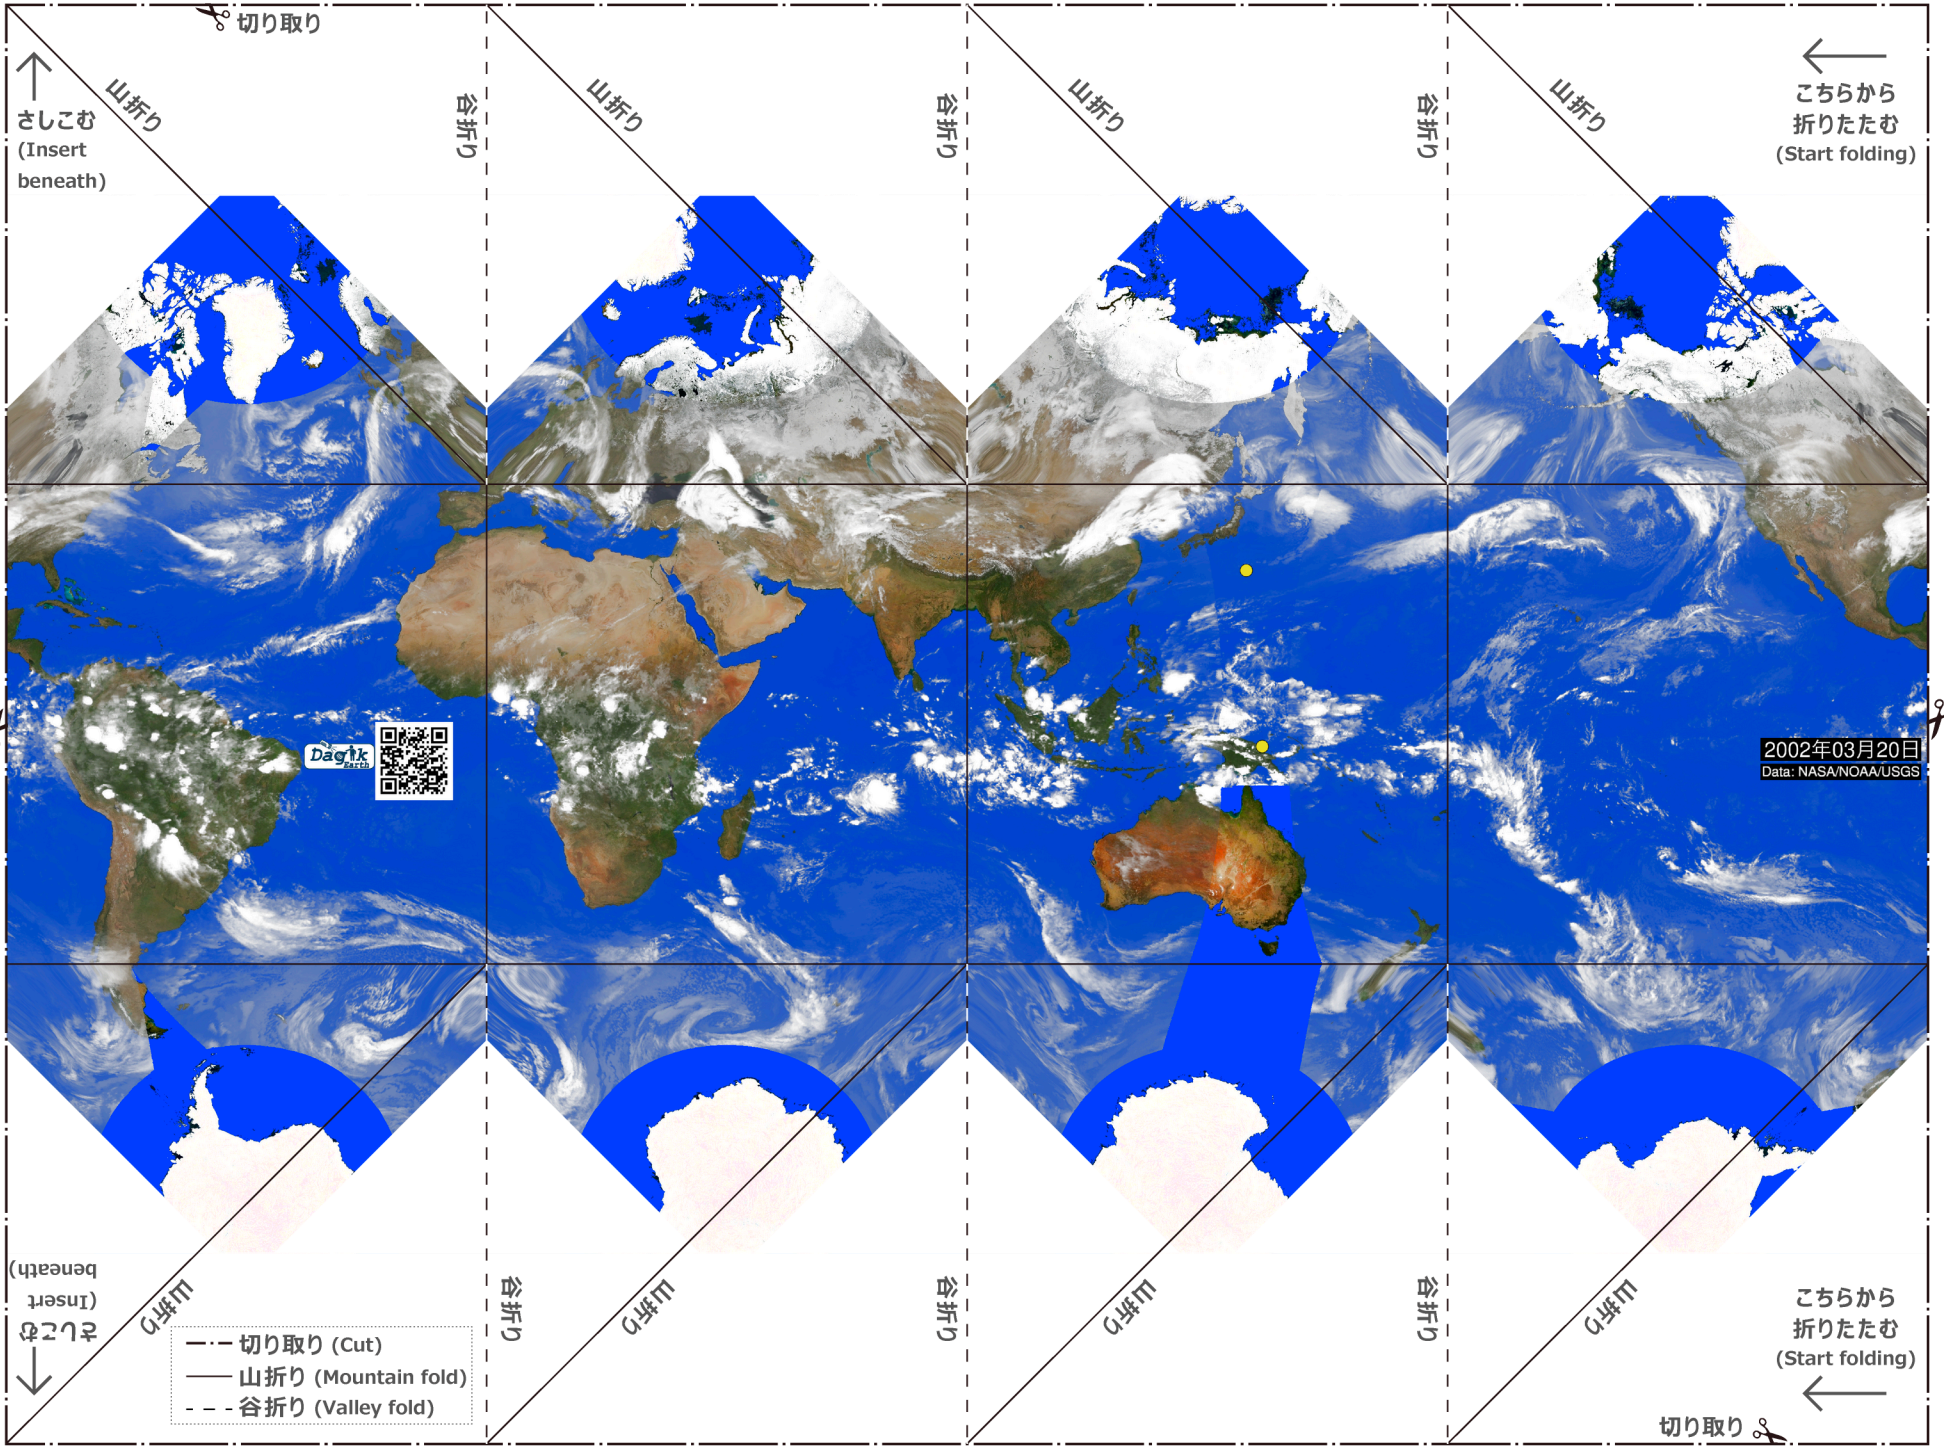 切り取り
山折り
谷折り
山折り
谷折り
山折り
谷折り
山折り
さしこむ
(Insert
beneath)
こちらから
折りたたむ
(Start folding)
Dagik
Earth
2002年03月20日
Data: NASA/NOAA/USGS
さしこむ
(Insert
beneath)
山折り
谷折り
山折り
谷折り
山折り
谷折り
山折り
こちらから
折りたたむ
(Start folding)
切り取り (Cut)
山折り (Mountain fold)
谷折り (Valley fold)
切り取り